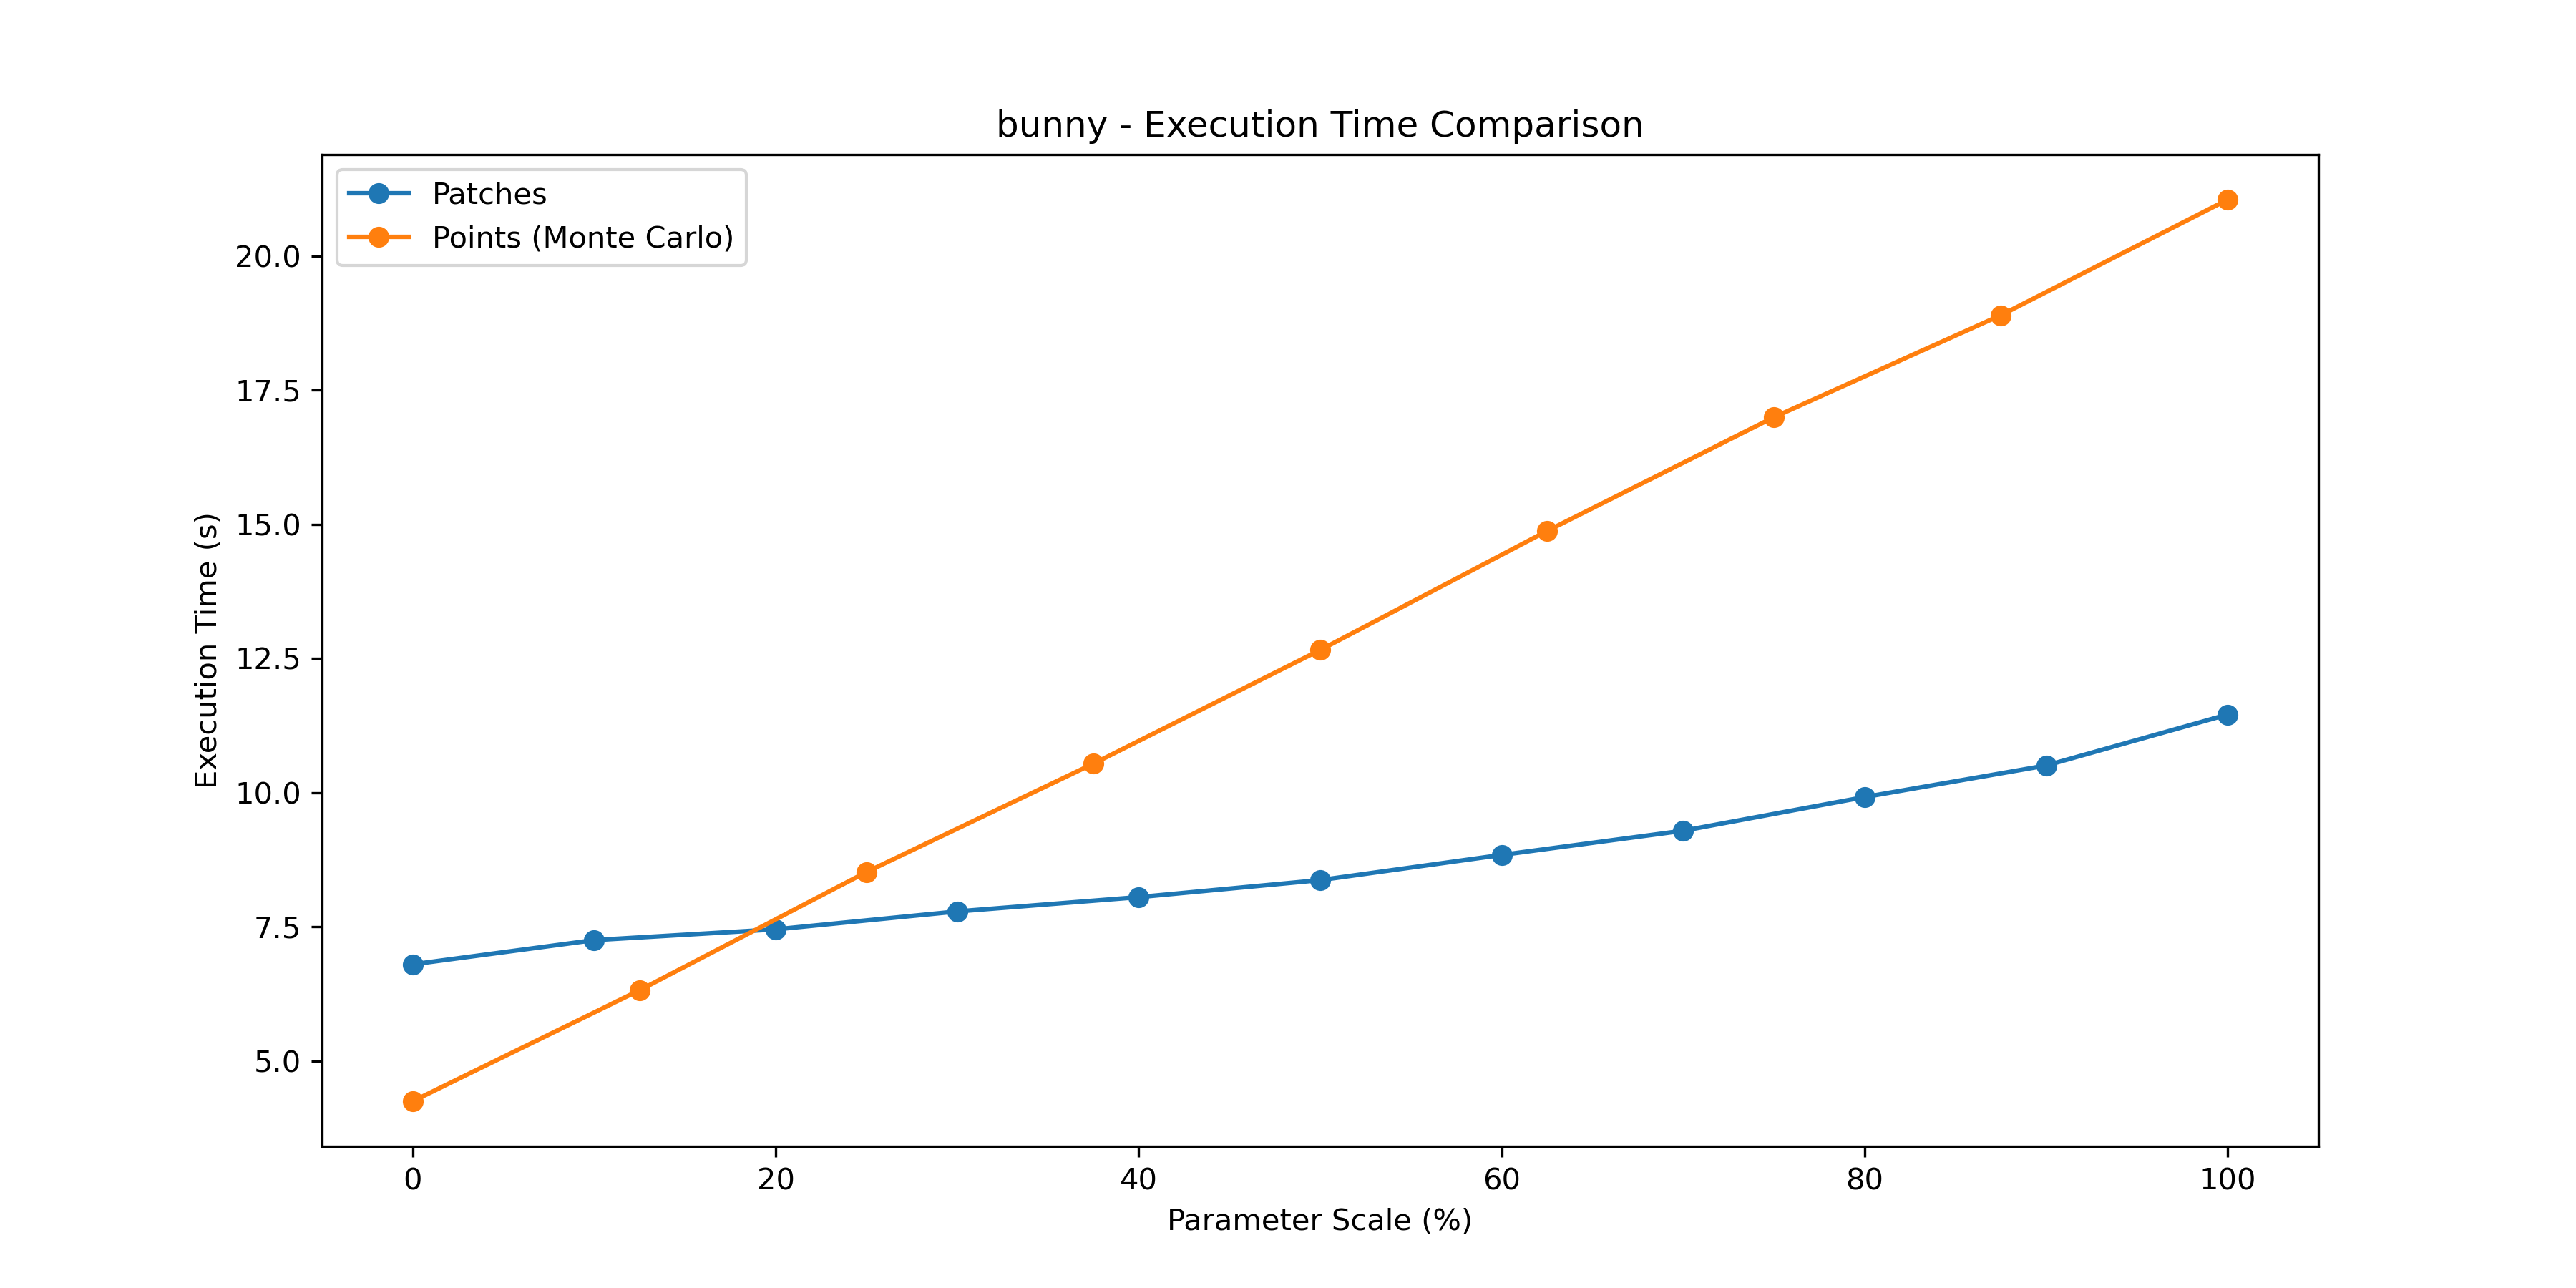 bunny - Execution Time Comparison
Patches
Points (Monte Carlo)
Execution Time (s)
20.0
17.5
15.0
12.5
10.0
7.5
5.0
0 20 40 60 80 100
Parameter Scale (%)